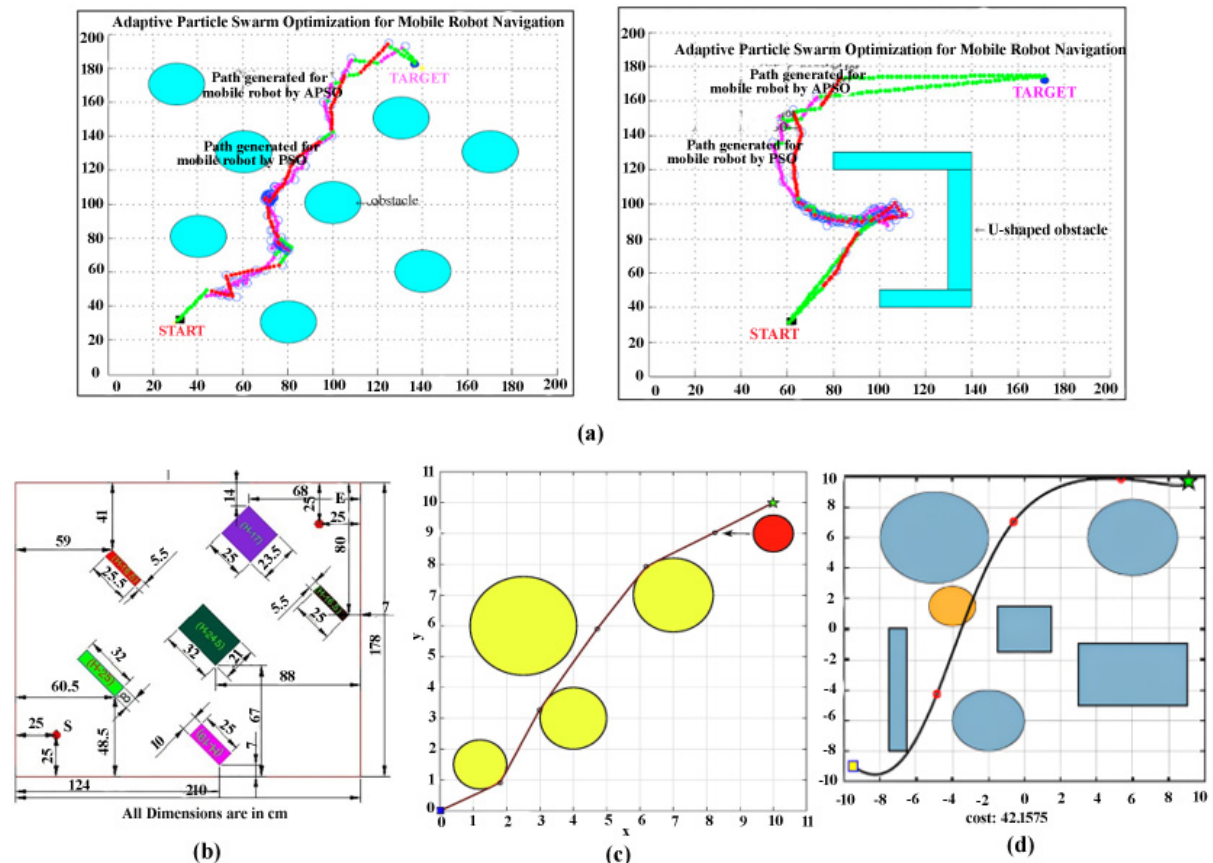 Adaptive Particle Swarm Optimization for Mobile Robot Navigation
200
180
160
140
120
100
80
60
40
20
0
Path generated for
mobile robot by APSO
TARGET
Path generated for
mobile robot by PSO
obstacle
START
0 20 40 60 80 100 120 140 160 180 200
Adaptive Particle Swarm Optimization for Mobile Robot Navigation
200
180
160
140
120
100
80
60
40
20
0
Path generated for
mobile robot by APSO
TARGET
Path generated for
mobile robot by PSO
U-shaped obstacle
START
0 20 40 60 80 100 120 140 160 180 200
(a)
14
68
E
25
25
41
80
59
5.5
25.5
(H-17)
25
23.5
5.5
25
7
178
(H-24.5)
32
21
88
32
8
60.5
67
25
S
25
48.5
10
25
7
124
210
All Dimensions are in cm
(b)
11
10
9
8
7
6
y
5
4
3
2
1
0
0 1 2 3 4 5 6 7 8 9 10 11
x
(c)
10
8
6
4
2
0
-2
-4
-6
-8
-10
-10 -8 -6 -4 -2 0 2 4 6 8 10
cost: 42.1575
(d)